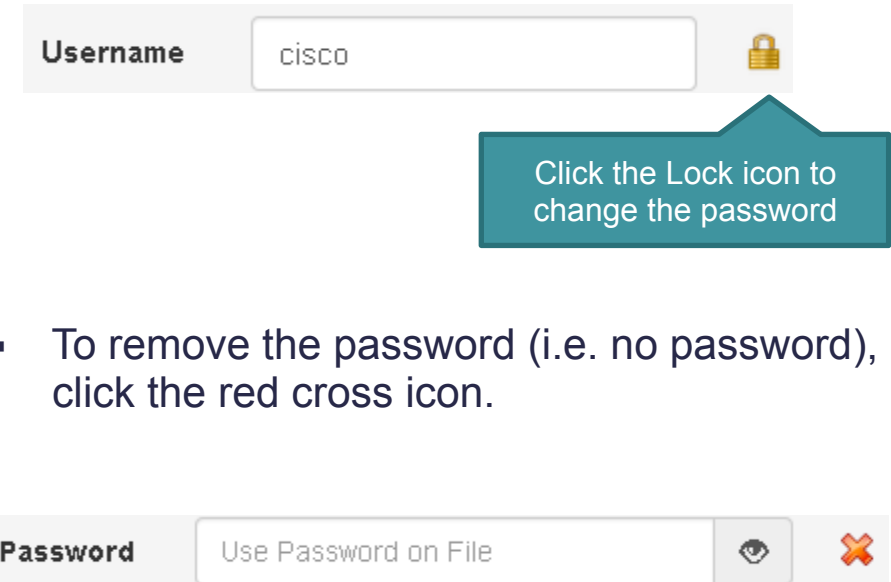 Username cisco
Click the Lock icon to
change the password
▪ To remove the password (i.e. no password),
click the red cross icon.
Password Use Password on File